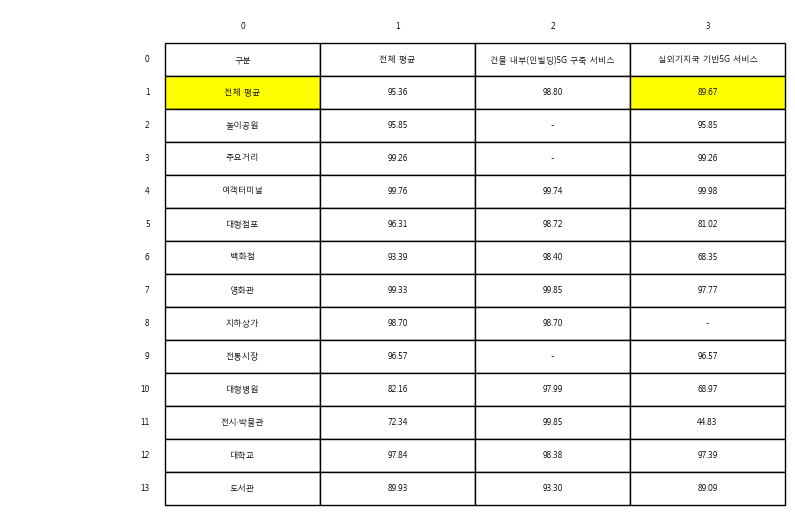 0 1 2 3
0 구분 전체 평균 건물 내부(인빌딩)5G 구축 서비스 실외기지국 기반5G 서비스
1 전체 평균 95.36 98.80 89.67
2 놀이공원 95.85 - 95.85
3 주요거리 99.26 - 99.26
4 여객터미널 99.76 99.74 99.98
5 대형점포 96.31 98.72 81.02
6 백화점 93.39 98.40 68.35
7 영화관 99.33 99.85 97.77
8 지하상가 98.70 98.70 -
9 전통시장 96.57 - 96.57
10 대형병원 82.16 97.99 68.97
11 전시·박물관 72.34 99.85 44.83
12 대학교 97.84 98.38 97.39
13 도서관 89.93 93.30 89.09